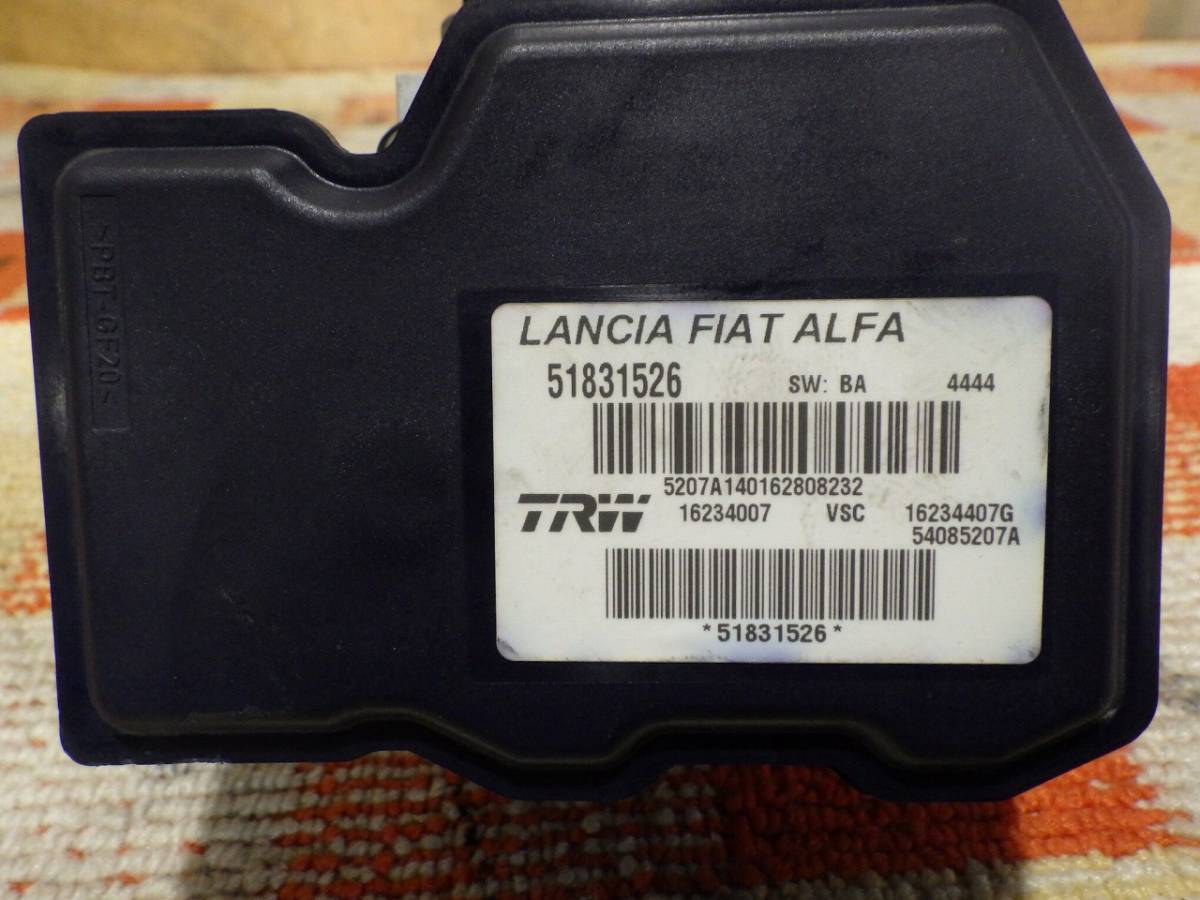 >PBT-GF20<
LANCIA FIAT ALFA
51831526 SW: BA 4444
5207A140162808232
TRW 16234007 VSC 16234407G
54085207A
*51831526*